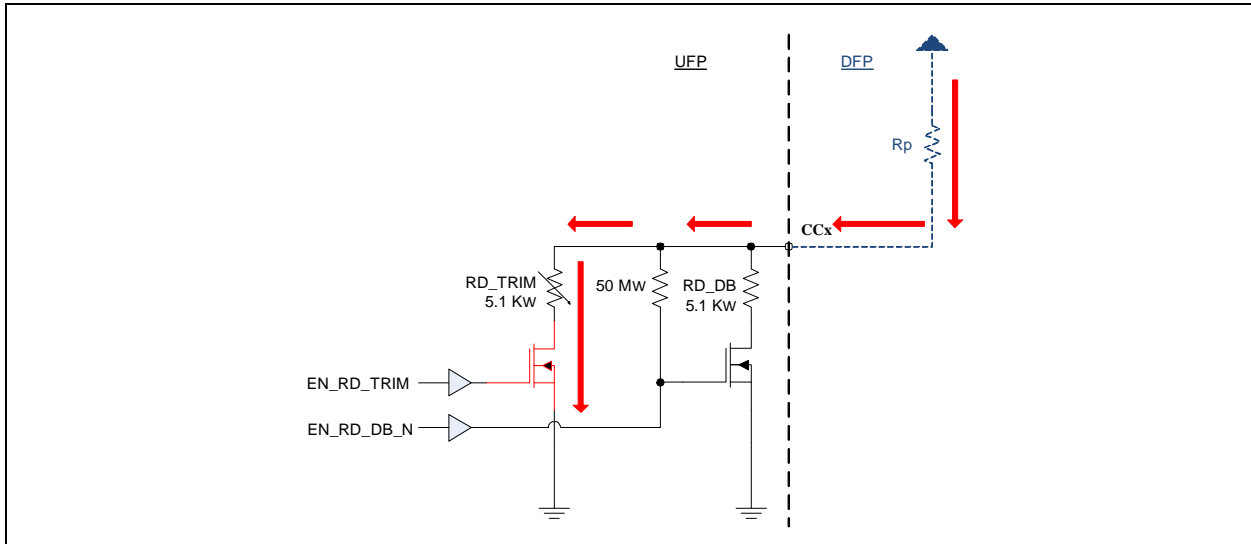 UFP
DFP
Rp
CCx
RD_TRIM
5.1 Kw
50 Mw
RD_DB
5.1 Kw
EN_RD_TRIM
EN_RD_DB_N